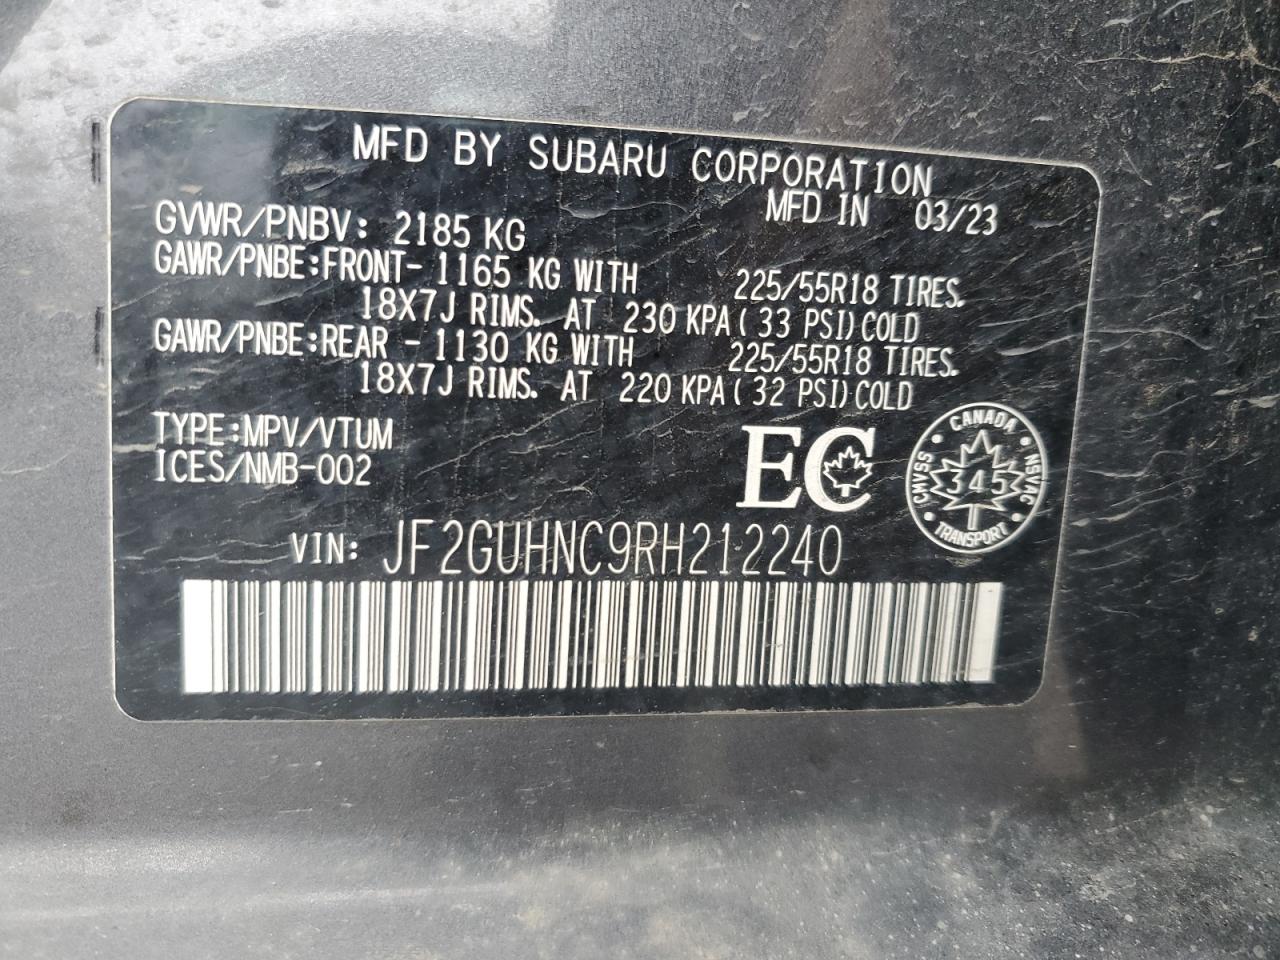 MFD BY SUBARU CORPORATION
MFD IN 03/23
GVWR/PNBV: 2185 KG
GAWR/PNBE:FRONT- 1165 KG WITH 225/55R18 TIRES.
18X7J RIMS. AT 230 KPA( 33 PSI)COLD
GAWR/PNBE:REAR - 1130 KG WITH 225/55R18 TIRES.
18X7J RIMS. AT 220 KPA( 32 PSI)COLD
TYPE:MPV/VTUM
ICES/NMB-002
EC
CANADA
CMVSS
NSVAC
345
TRANSPORT
VIN: JF2GUHNC9RH212240